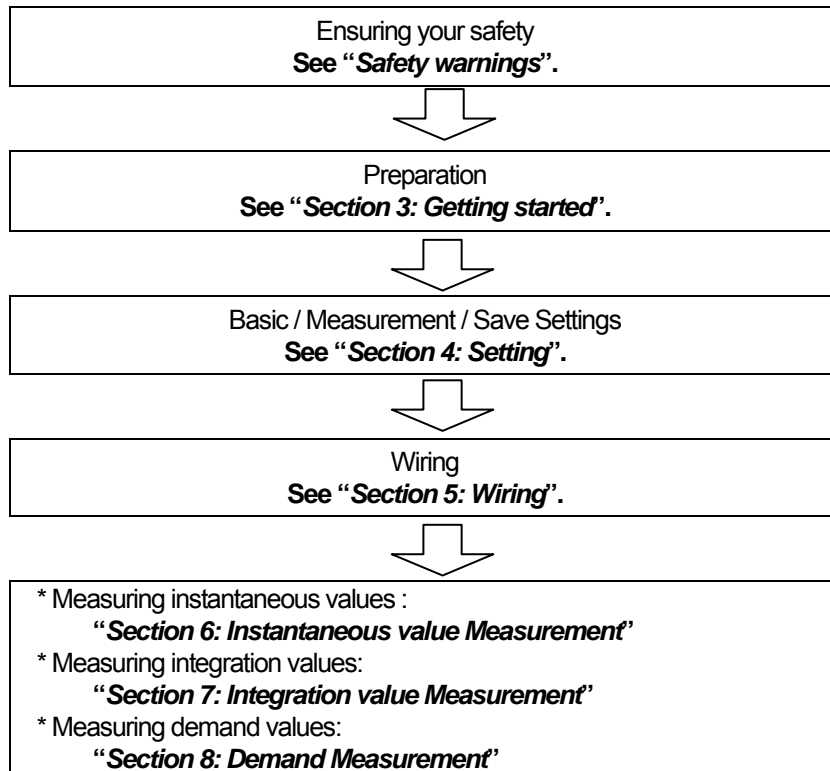 Ensuring your safety
See “Safety warnings”.
Preparation
See “Section 3: Getting started”.
Basic / Measurement / Save Settings
See “Section 4: Setting”.
Wiring
See “Section 5: Wiring”.
* Measuring instantaneous values :
“Section 6: Instantaneous value Measurement”
* Measuring integration values:
“Section 7: Integration value Measurement”
* Measuring demand values:
“Section 8: Demand Measurement”